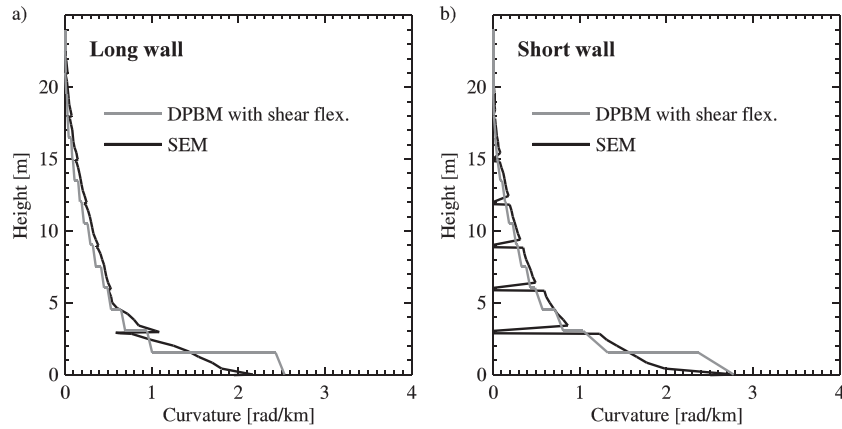 a)
Long wall
DPBM with shear flex.
SEM
Height [m]
20
15
10
5
0
0 1 2 3 4
Curvature [rad/km]
b)
Short wall
DPBM with shear flex.
SEM
Height [m]
20
15
10
5
0
0 1 2 3 4
Curvature [rad/km]